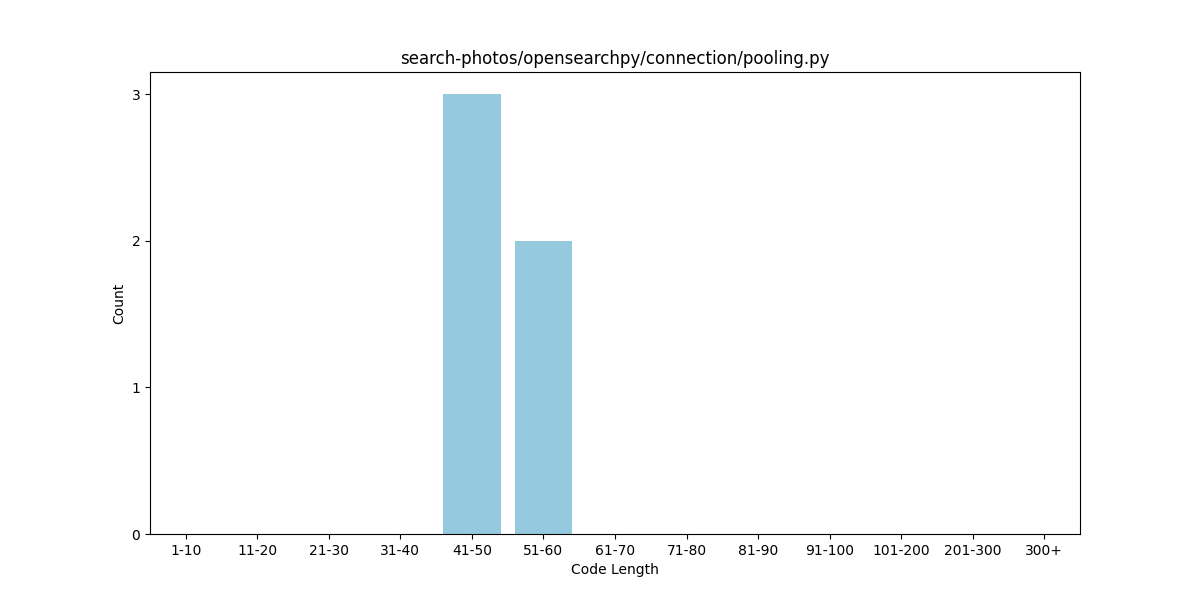 search-photos/opensearchpy/connection/pooling.py
3
2
1
0
Count
1-10 11-20 21-30 31-40 41-50 51-60 61-70 71-80 81-90 91-100 101-200 201-300 300+
Code Length